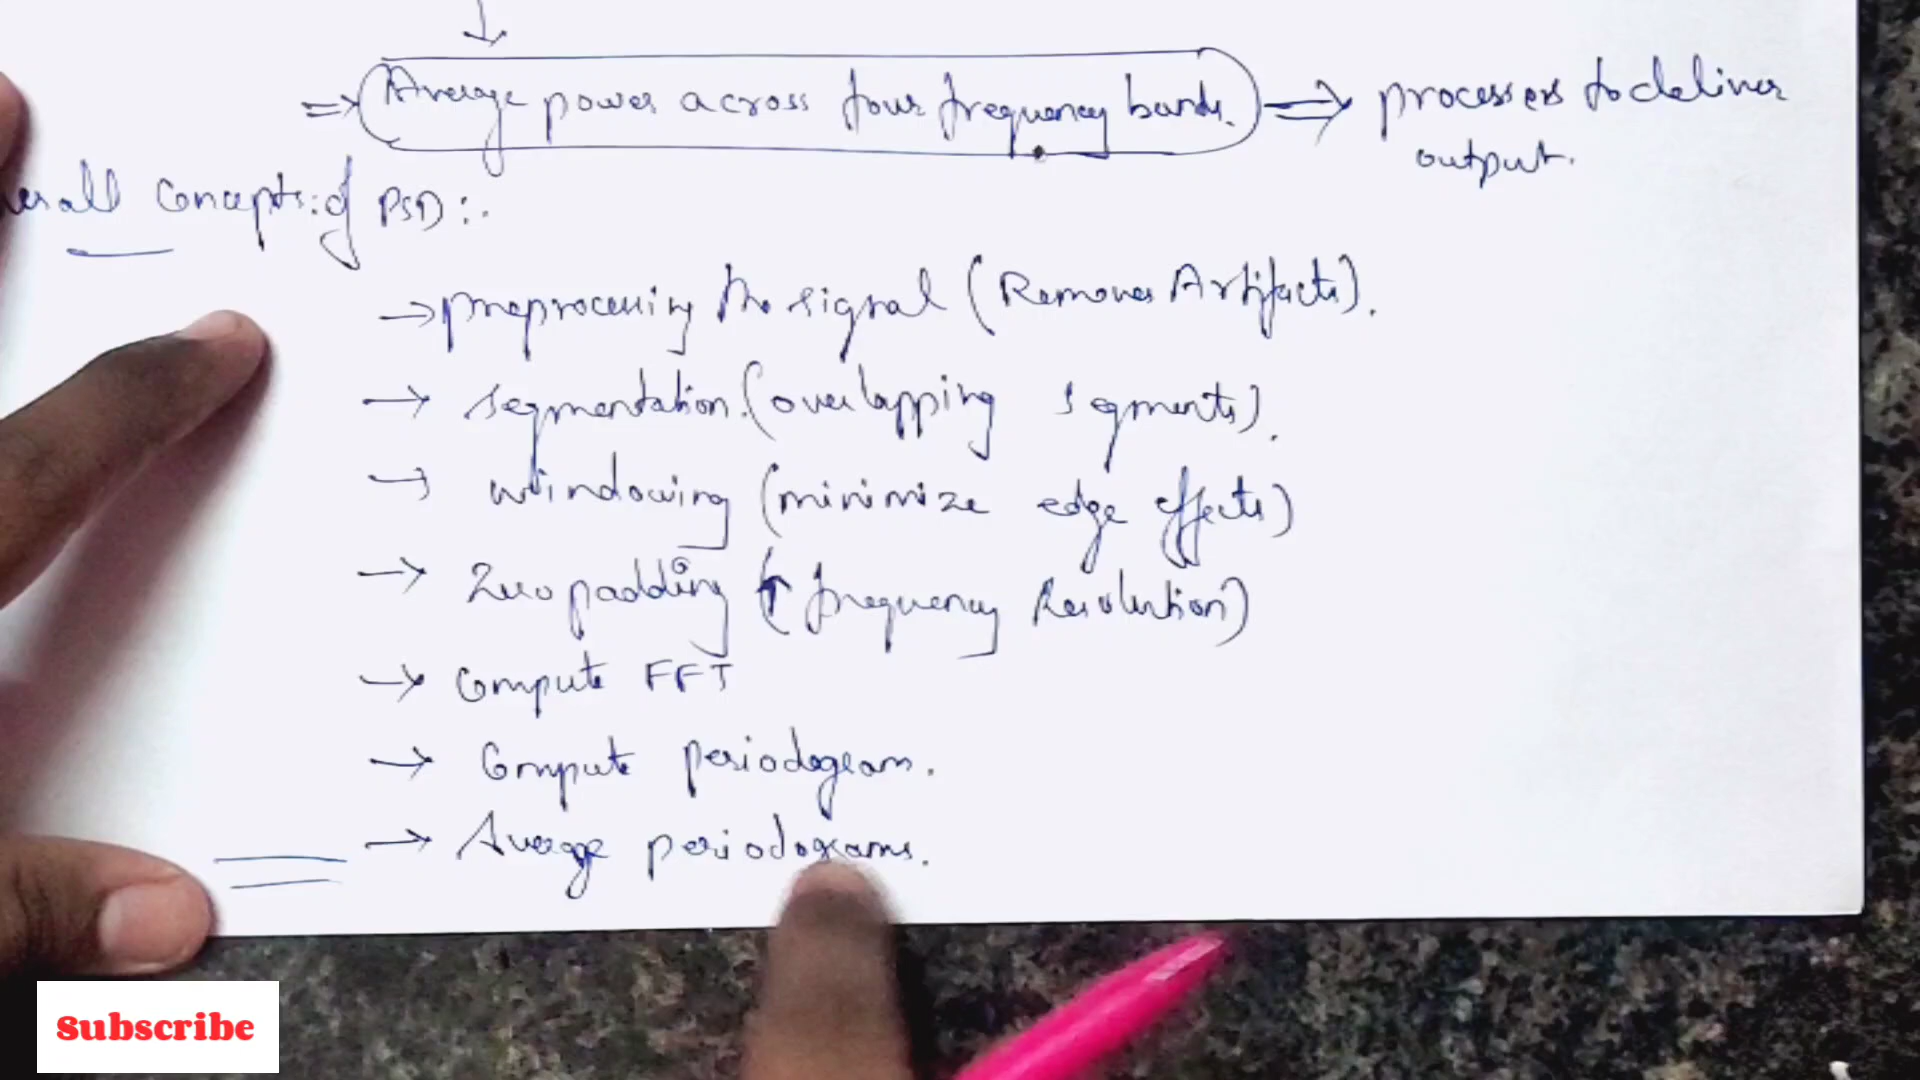 => Average power across four frequency bands. => processes to deliver
output.
Overall concepts of PSD:.
→ preprocessing the signal (Removes Artifacts).
→ segmentation. (overlapping segments).
→ windowing (minimize edge effects)
→ Zero padding (↑ frequency Resolution)
→ Compute FFT
→ Compute periodogram.
→ Average periodograms.
Subscribe